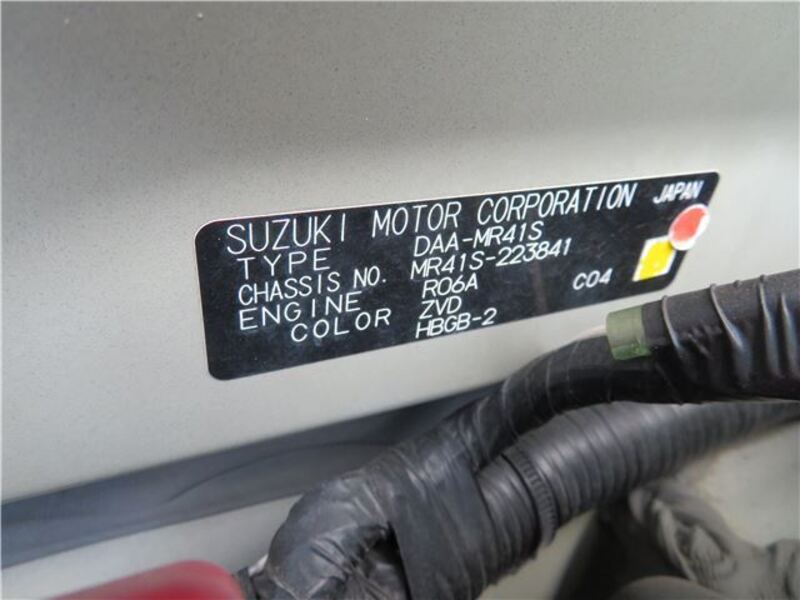 SUZUKI MOTOR CORPORATION JAPAN
TYPE DAA-MR41S
CHASSIS NO. MR41S-223841
ENGINE R06A C04
COLOR ZVD
HBGB-2